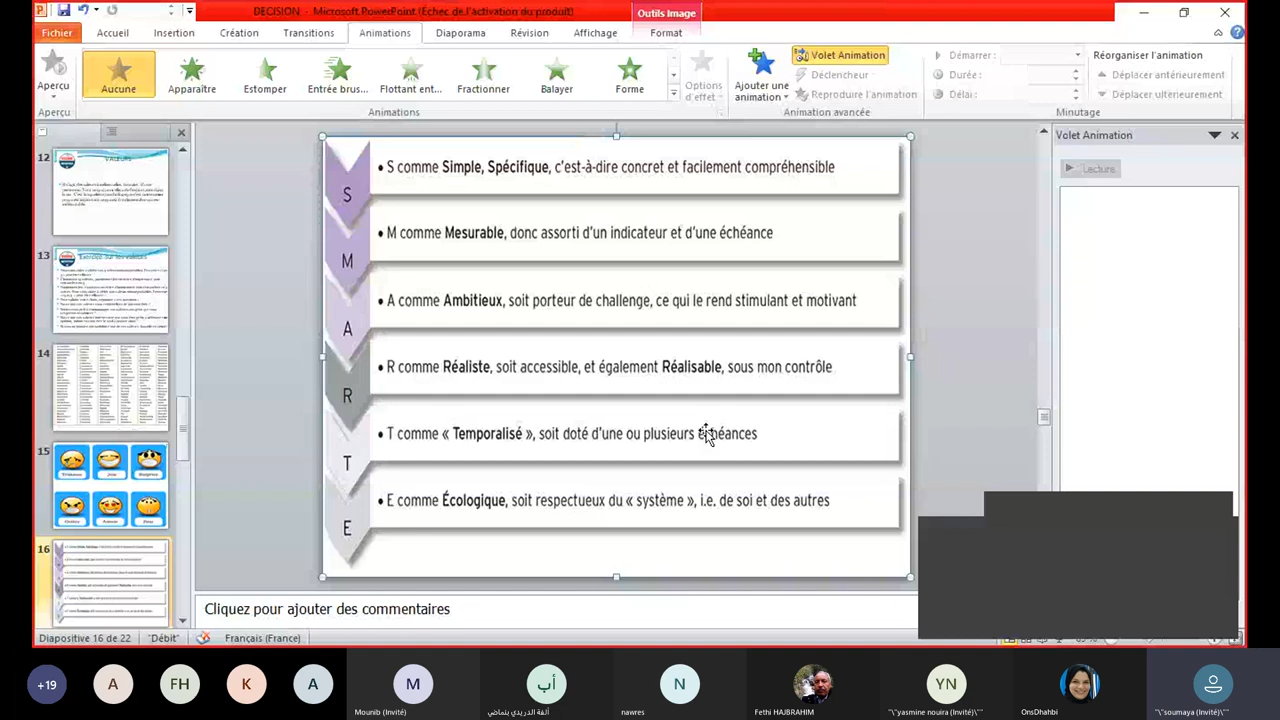 DECISION - Microsoft PowerPoint (Échec de l'activation du produit)
Outils Image
Fichier
Accueil
Insertion
Création
Transitions
Animations
Diaporama
Révision
Affichage
Format
Aperçu
Aucune
Apparaître
Estomper
Entrée brus...
Flottant ent...
Fractionner
Balayer
Forme
Options d'effet
Ajouter une animation
Volet Animation
Déclencheur
Reproduire l'animation
Démarrer :
Durée :
Délai :
Réorganiser l'animation
Déplacer antérieurement
Déplacer ultérieurement
Aperçu
Animations
Animation avancée
Minutage
Volet Animation
Lecture
12
VALEURS
13
Exercice sur les valeurs
14
15
16
S
• S comme Simple, Spécifique, c'est-à-dire concret et facilement compréhensible
M
• M comme Mesurable, donc assorti d'un indicateur et d'une échéance
A
• A comme Ambitieux, soit porteur de challenge, ce qui le rend stimulant et motivant
R
• R comme Réaliste, soit accessible, et également Réalisable, sous mon contrôle
T
• T comme « Temporalisé », soit doté d'une ou plusieurs échéances
E
• E comme Écologique, soit respectueux du « système », i.e. de soi et des autres
Cliquez pour ajouter des commentaires
Diapositive 16 de 22
"Débit"
Français (France)
+19
A
FH
K
A
M
Mounib (Invité)
أب
ألفة الدريدي بنماضي
N
nawres
Fethi HAJBRAHIM
YN
\"yasmine nouira (Invité)\"
OnsDhahbi
\"soumaya (Invité)\"